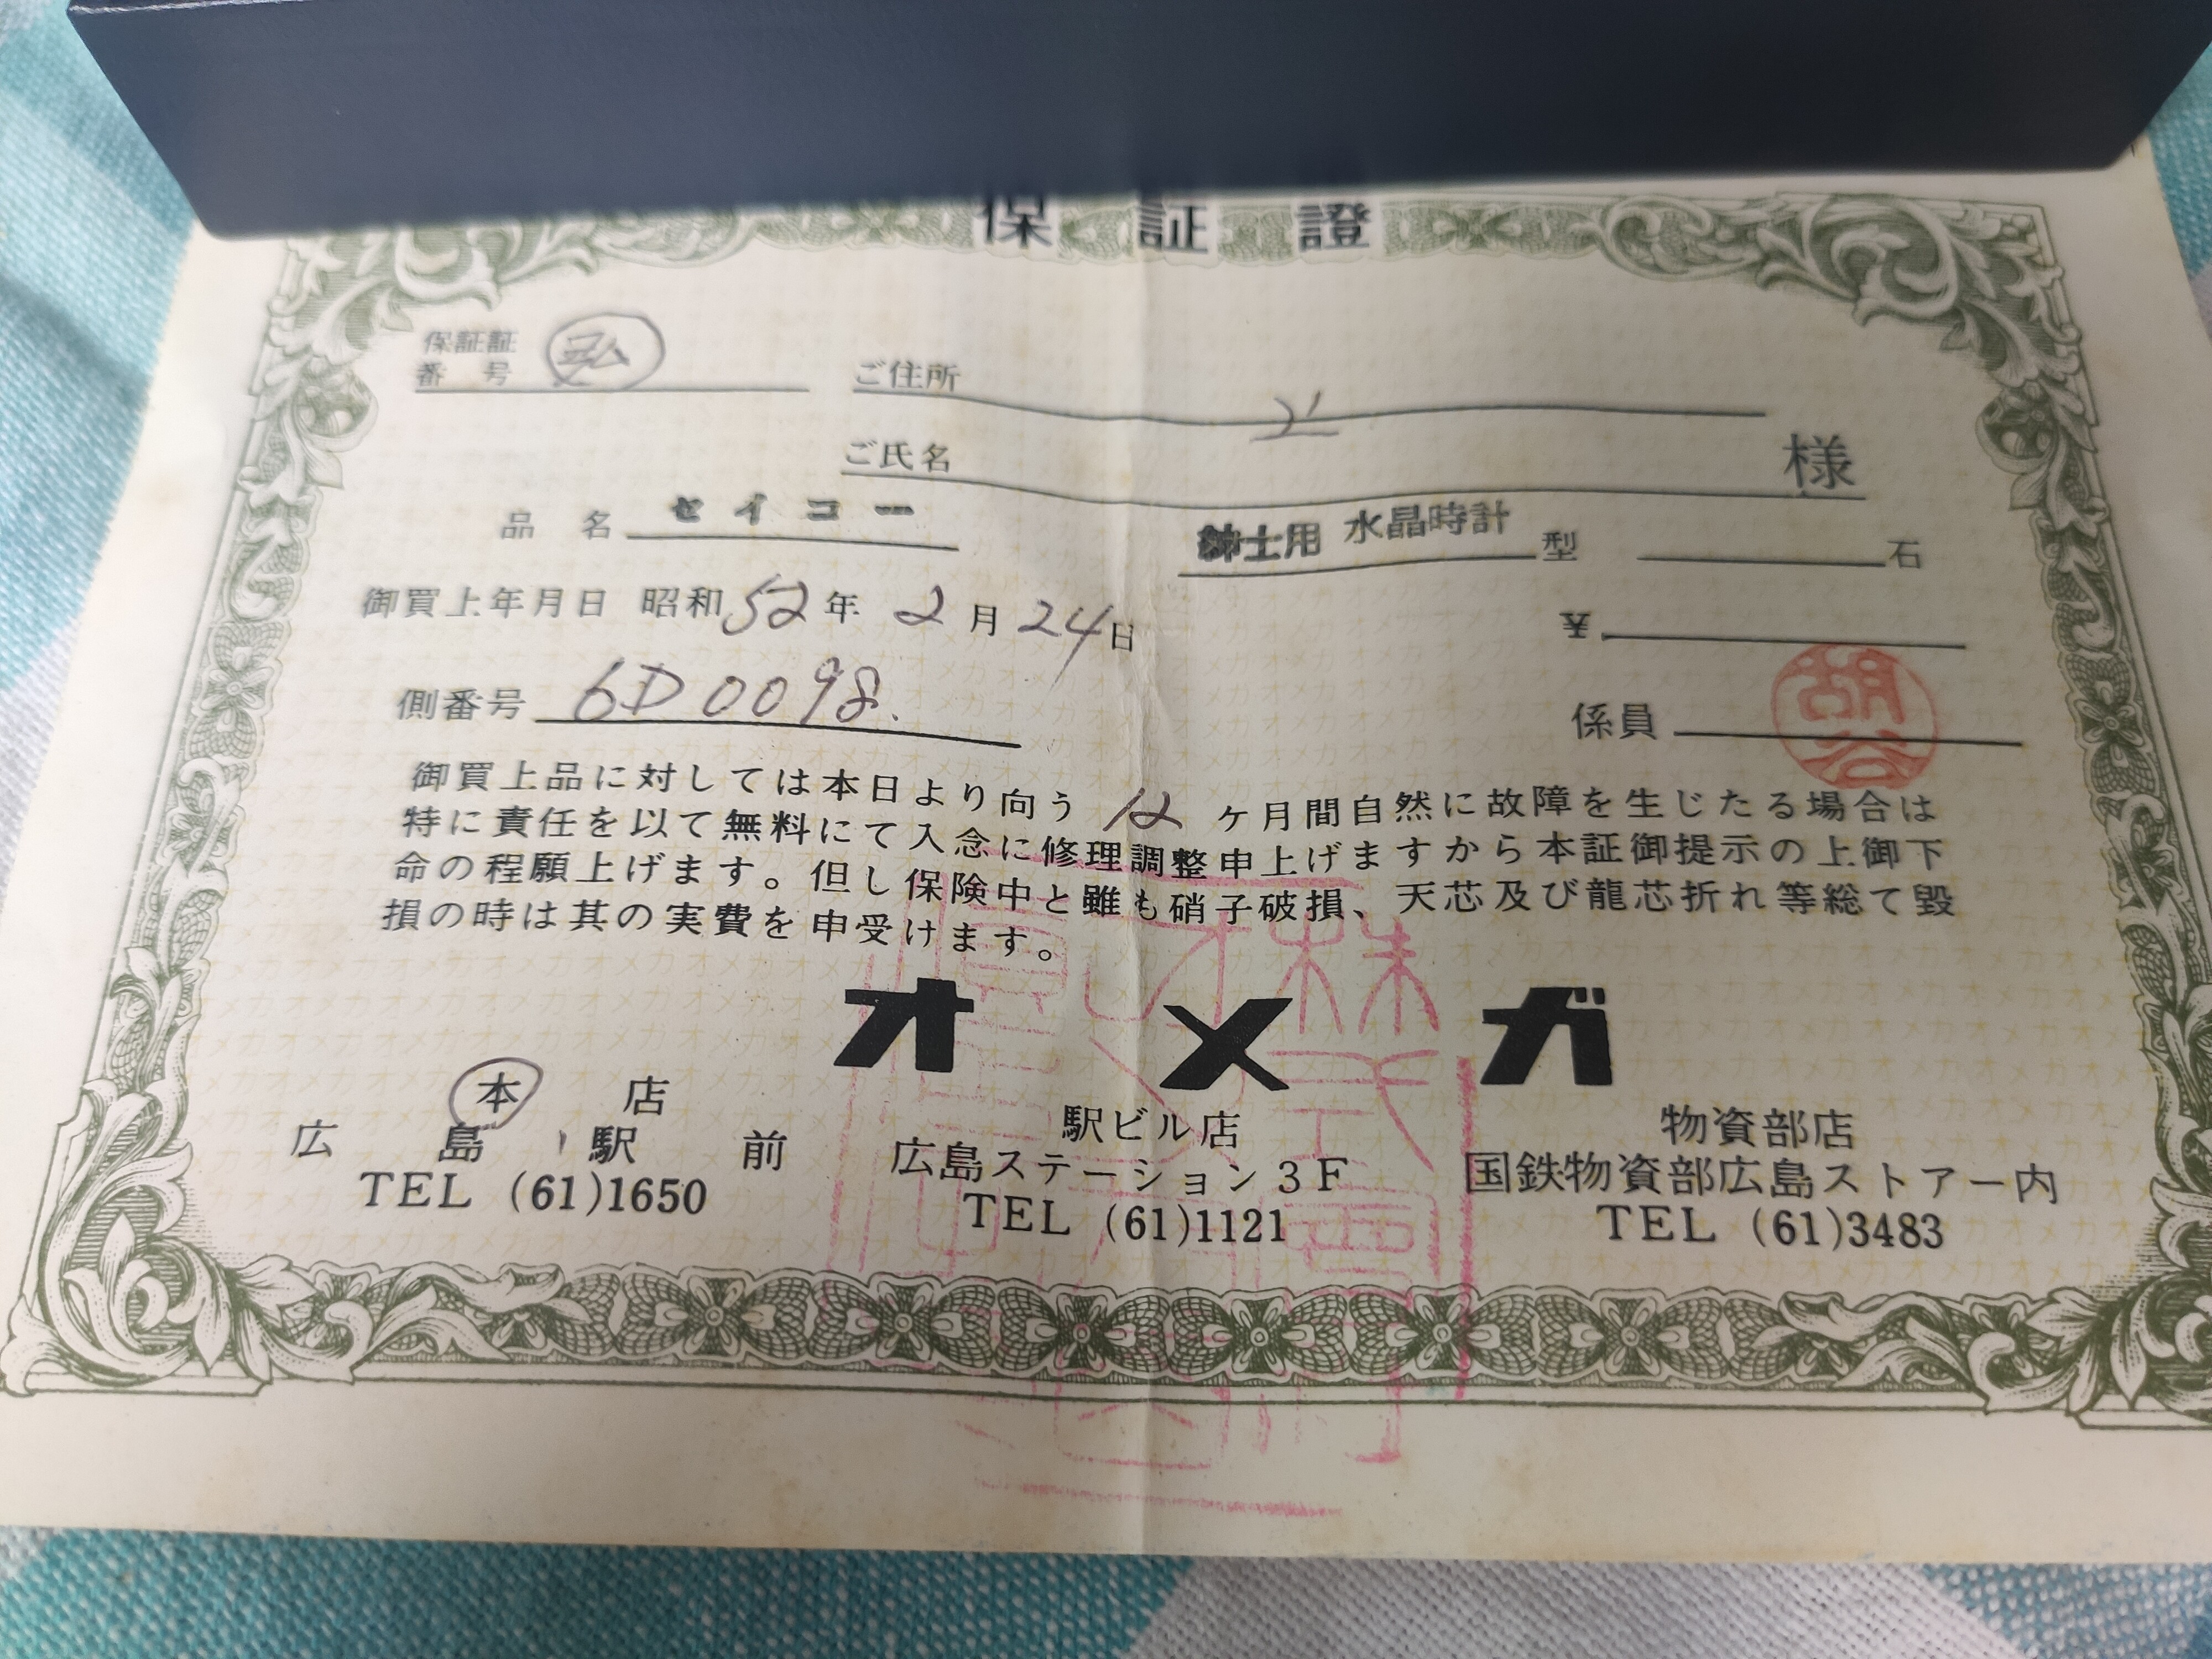 保証證
保証証
番号 弘
ご住所
ご氏名
様
品名 セイコー
紳士用 水晶時計 型 石
御買上年月日 昭和52年 2月24日
¥
側番号 6D0098.
係員 胡谷
御買上品に対しては本日より向う 12 ケ月間自然に故障を生じたる場合は
特に責任を以て無料にて入念に修理調整申上げますから本証御提示の上御下
命の程願上げます。但し保険中と雖も硝子破損、天芯及び龍芯折れ等総て毀
損の時は其の実費を申受けます。
オメガ
本店
広島駅前
TEL (61)1650
駅ビル店
広島ステーション3F
TEL (61)1121
物資部店
国鉄物資部広島ストアー内
TEL (61)3483